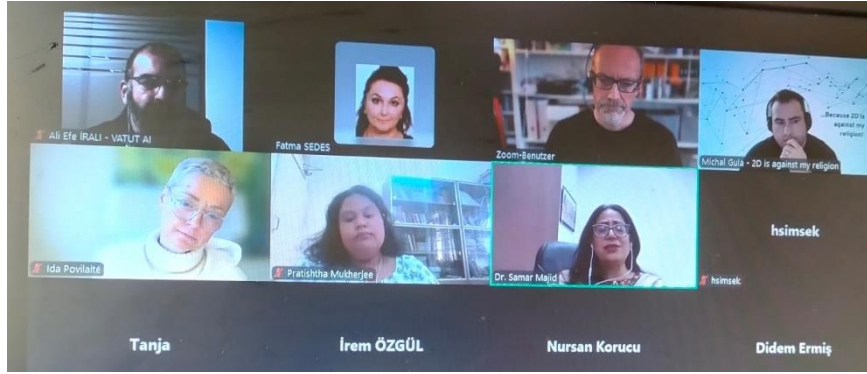 ...Because 2D is
against my
religion!
Ali Efe İRALI - VATUT AI
Fatma SEDES
Zoom-Benutzer
Michal Gula - 2D is against my religion
Ida Povilaitė
Pratishtha Mukherjee
Dr. Samar Majid
hsimsek
hsimsek
Tanja
İrem ÖZGÜL
Nursan Korucu
Didem Ermiş